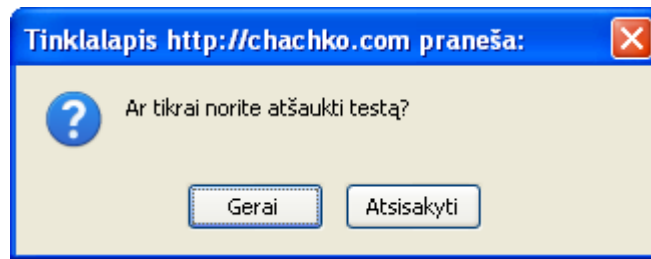 Tinklalapis http://chachko.com praneša:
Ar tikrai norite atšaukti testą?
Gerai
Atsisakyti